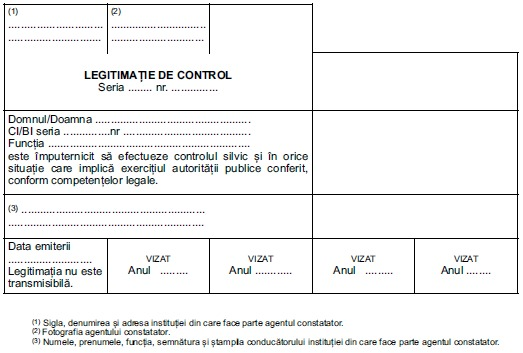 (1) (2)
.......................... ..........................
.......................... ..........................
LEGITIMAȚIE DE CONTROL
Seria ........ nr. ..............
Domnul/Doamna ......................................................
CI/BI seria ...............nr .........................................
Funcția ............................................................
este împuternicit să efectueze controlul silvic și în orice
situație care implică exercițiul autorității publice conferit,
conform competențelor legale.
(3) ............................................................
............................................................
Data emiterii
..........................
Legitimația nu este
transmisibilă.
VIZAT VIZAT VIZAT VIZAT
Anul ......... Anul ......... Anul ......... Anul .........
(1) Sigla, denumirea și adresa instituției din care face parte agentul constatator.
(2) Fotografia agentului constatator.
(3) Numele, prenumele, funcția, semnătura și ștampila conducătorului instituției din care face parte agentul constatator.